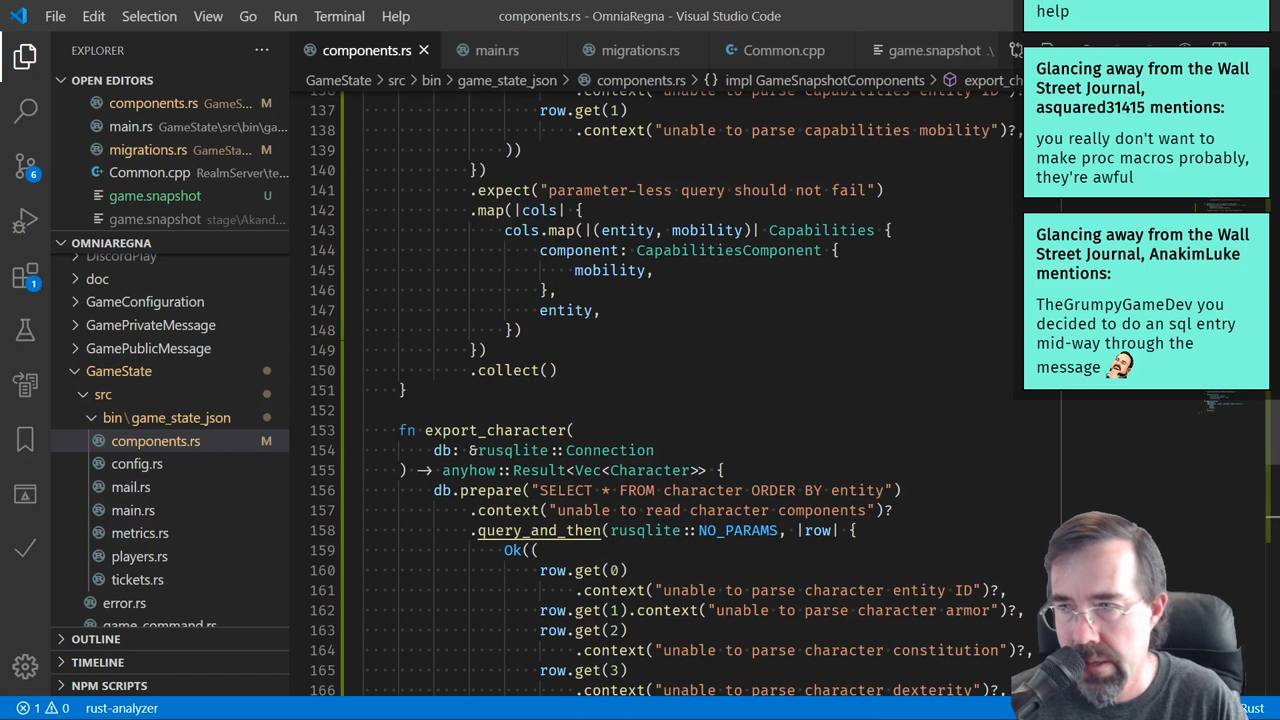 File Edit Selection View Go Run Terminal Help
components.rs - OmniaRegna - Visual Studio Code
EXPLORER
OPEN EDITORS
components.rs GameS... M
main.rs GameState\src\bin\ga...
migrations.rs GameSta... M
Common.cpp RealmServer\te...
game.snapshot U
game.snapshot stage\Akand...
OMNIAREGNA
DiscordPlay
doc
GameConfiguration
GamePrivateMessage
GamePublicMessage
GameState
src
bin\game_state_json
components.rs M
config.rs
mail.rs
main.rs
metrics.rs
players.rs
tickets.rs
error.rs
game_command.rs
OUTLINE
TIMELINE
NPM SCRIPTS
6
1
components.rs main.rs migrations.rs Common.cpp game.snapshot
GameState > src > bin > game_state_json > components.rs > {} impl GameSnapshotComponents > export_ch
136 .context("unable to parse capabilities entity ID")?,
137 row.get(1)
138 .context("unable to parse capabilities mobility")?,
139 ))
140 })
141 .expect("parameter-less query should not fail")
142 .map(|cols| {
143 cols.map(|(entity, mobility)| Capabilities {
144 component: CapabilitiesComponent {
145 mobility,
146 },
147 entity,
148 })
149 })
150 .collect()
151 }
152
153 fn export_character(
154 db: &rusqlite::Connection
155 ) -> anyhow::Result<Vec<Character>> {
156 db.prepare("SELECT * FROM character ORDER BY entity")
157 .context("unable to read character components")?
158 .query_and_then(rusqlite::NO_PARAMS, |row| {
159 Ok((
160 row.get(0)
161 .context("unable to parse character entity ID")?,
162 row.get(1).context("unable to parse character armor")?,
163 row.get(2)
164 .context("unable to parse character constitution")?,
165 row.get(3)
166 .context("unable to parse character dexterity")?,
help
Glancing away from the Wall
Street Journal,
asquared31415 mentions:
you really don't want to
make proc macros probably,
they're awful
Glancing away from the Wall
Street Journal, AnakimLuke
mentions:
TheGrumpyGameDev you
decided to do an sql entry
mid-way through the
message
1 0 rust-analyzer
Rust